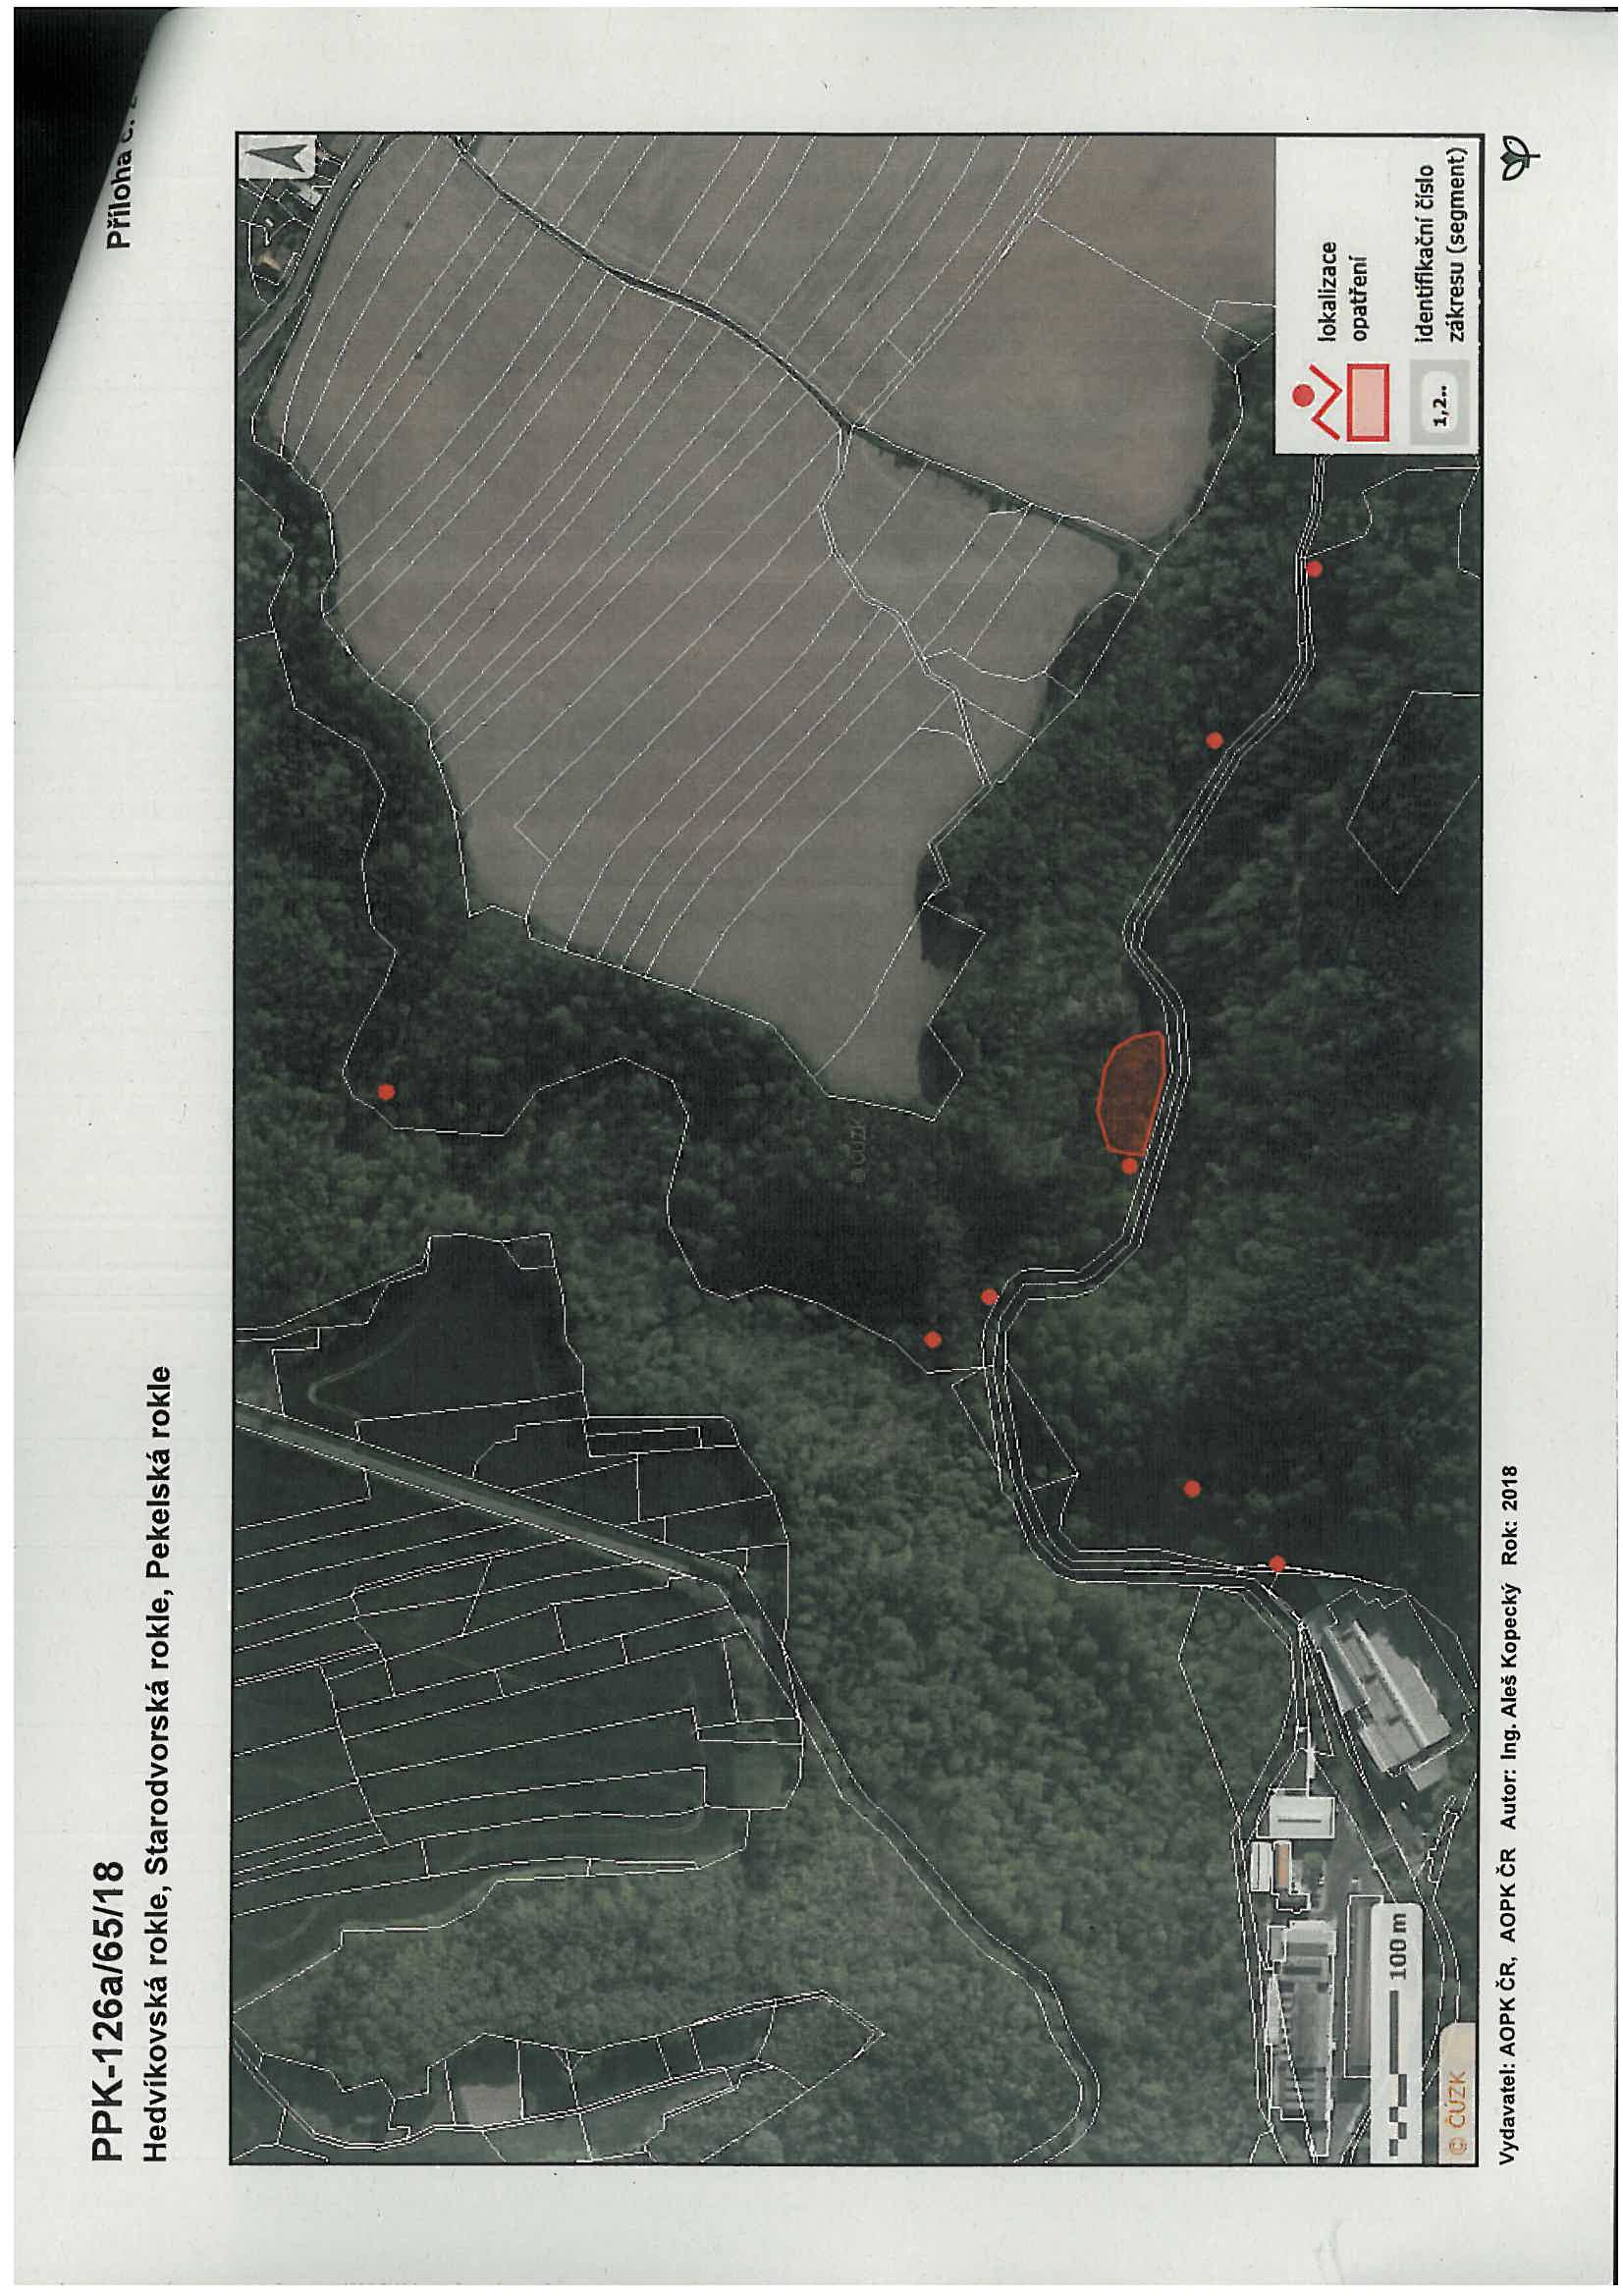 Příloha č.
PPK-126a/65/18
Hedvíkovská rokle, Starodvorská rokle, Pekelská rokle
© ČÚZK
lokalizace
opatření
1,2..
identifikační číslo
zákresu (segment)
100 m
© ČÚZK
Vydavatel: AOPK ČR, AOPK ČR Autor: Ing. Aleš Kopecký Rok: 2018